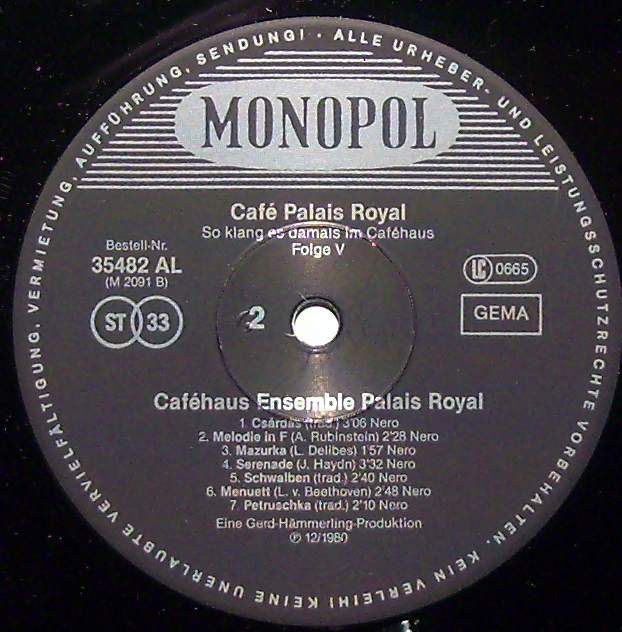 ALLE URHEBER- UND LEISTUNGSSCHUTZRECHTE VORBEHALTEN. KEIN VERLEIH! KEINE UNERLAUBTE VERVIELFÄLTIGUNG, VERMIETUNG, AUFFÜHRUNG, SENDUNG! •
MONOPOL
Café Palais Royal
So klang es damals im Caféhaus
Folge V
Bestell-Nr.
35482 AL
(M 2091 B)
ST 33
2
LC 0665
GEMA
Caféhaus Ensemble Palais Royal
1. Csárdás (trad.) 3'06 Nero
2. Melodie in F (A. Rubinstein) 2'28 Nero
3. Mazurka (L. Delibes) 1'57 Nero
4. Serenade (J. Haydn) 3'32 Nero
5. Schwalben (trad.) 2'40 Nero
6. Menuett (L. v. Beethoven) 2'48 Nero
7. Petruschka (trad.) 2'10 Nero
Eine Gerd-Hämmerling-Produktion
℗ 12/1980